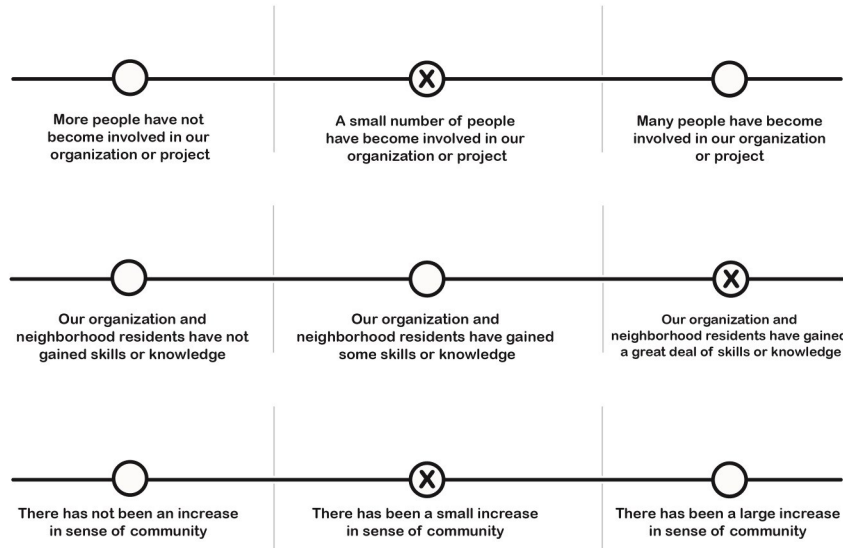 X
More people have not
become involved in our
organization or project
A small number of people
have become involved in our
organization or project
Many people have become
involved in our organization
or project
X
Our organization and
neighborhood residents have not
gained skills or knowledge
Our organization and
neighborhood residents have gained
some skills or knowledge
Our organization and
neighborhood residents have gained
a great deal of skills or knowledge
X
There has not been an increase
in sense of community
There has been a small increase
in sense of community
There has been a large increase
in sense of community